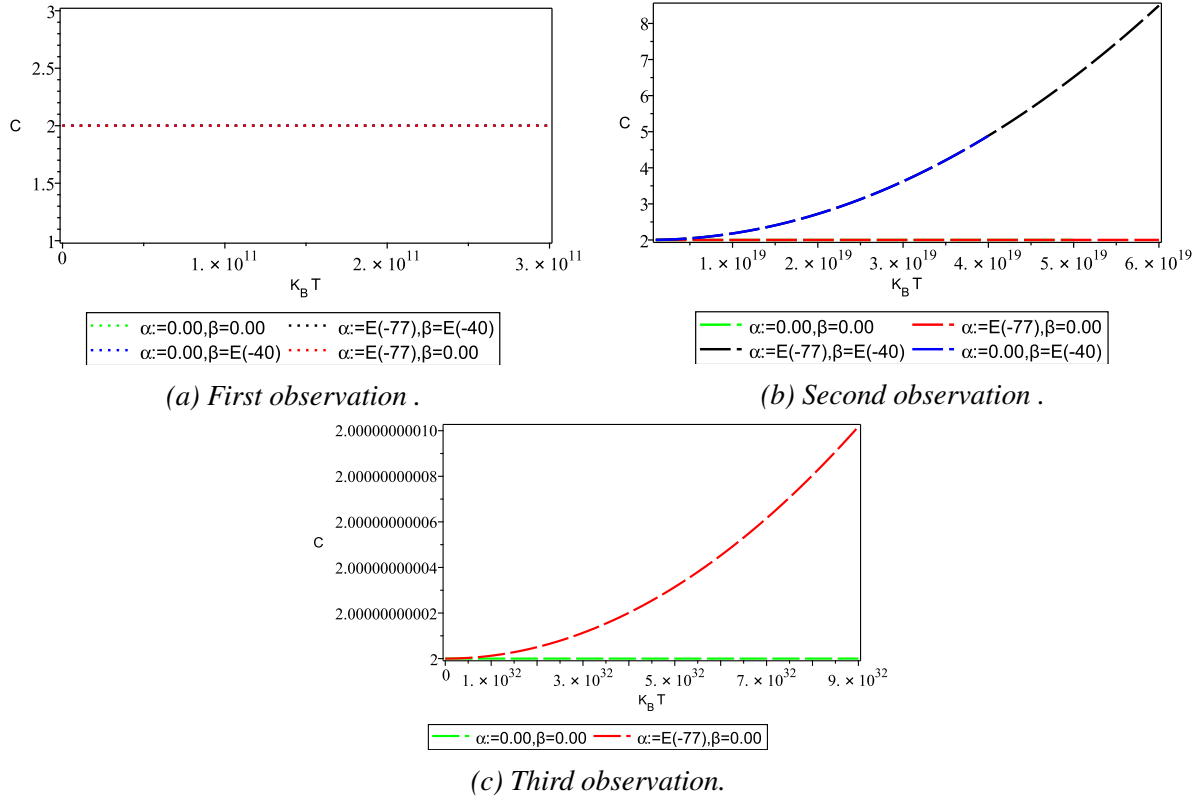 3
2.5
C
2
1.5
1
0 1. × 10^11 2. × 10^11 3. × 10^11
K_B T
α:=0.00,β=0.00 α:=E(-77),β=E(-40)
α:=0.00,β=E(-40) α:=E(-77),β=0.00
(a) First observation .
8
7
6
C
5
4
3
2
1. × 10^19 2. × 10^19 3. × 10^19 4. × 10^19 5. × 10^19 6. × 10^19
K_B T
α:=0.00,β=0.00 α:=E(-77),β=0.00
α:=E(-77),β=E(-40) α:=0.00,β=E(-40)
(b) Second observation .
2.00000000010
2.00000000008
2.00000000006
C
2.00000000004
2.00000000002
2
0 1. × 10^32 3. × 10^32 5. × 10^32 7. × 10^32 9. × 10^32
K_B T
α:=0.00,β=0.00 α:=E(-77),β=0.00
(c) Third observation.